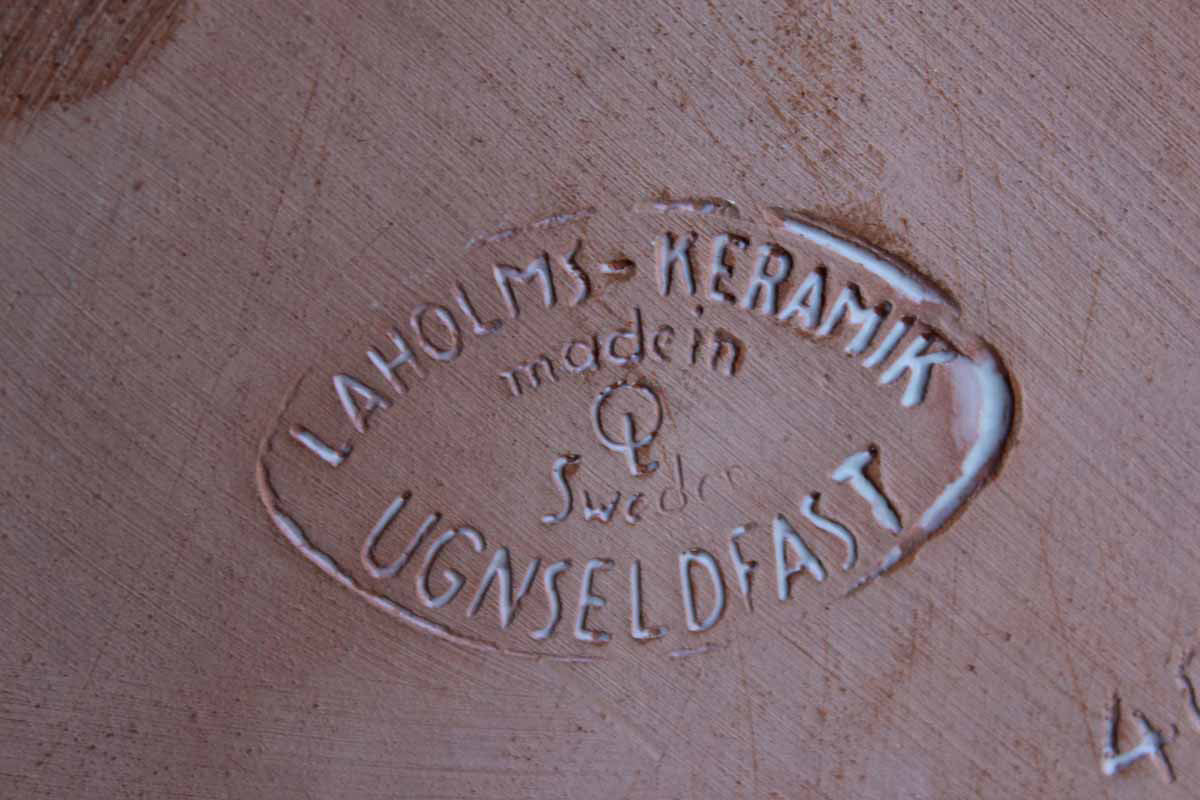 LAHOLMS-KERAMIK
made in
Sweden
UGNSELDFAST